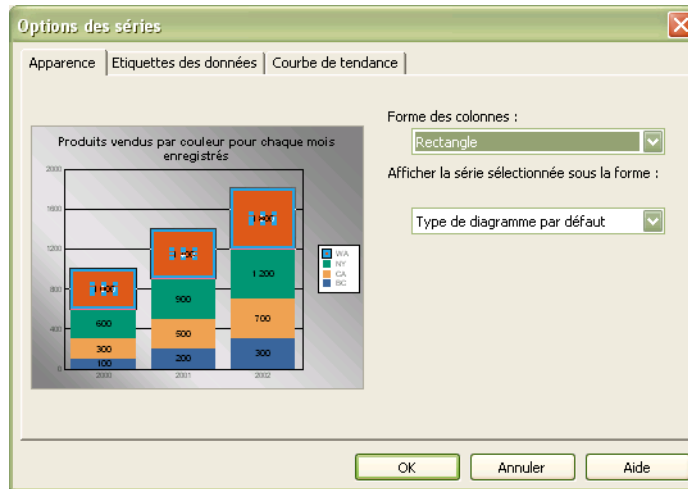 Options des séries
Apparence
Etiquettes des données
Courbe de tendance
Forme des colonnes :
Rectangle
Afficher la série sélectionnée sous la forme :
Type de diagramme par défaut
Produits vendus par couleur pour chaque mois
enregistrés
2000
1600
1200
800
400
0
600
300
100
900
500
200
1 200
700
300
2000
2001
2002
WA
NY
CA
BC
OK
Annuler
Aide